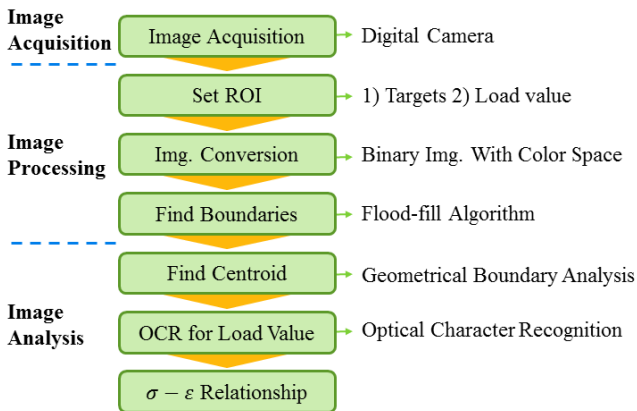 Image
Acquisition
Image Acquisition
Digital Camera
Set ROI
1) Targets 2) Load value
Image
Processing
Img. Conversion
Binary Img. With Color Space
Find Boundaries
Flood-fill Algorithm
Find Centroid
Geometrical Boundary Analysis
Image
Analysis
OCR for Load Value
Optical Character Recognition
σ − ε Relationship